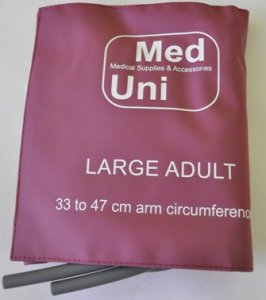 Med
Medical Supplies & Accessories
Uni
LARGE ADULT
33 to 47 cm arm circumferenc